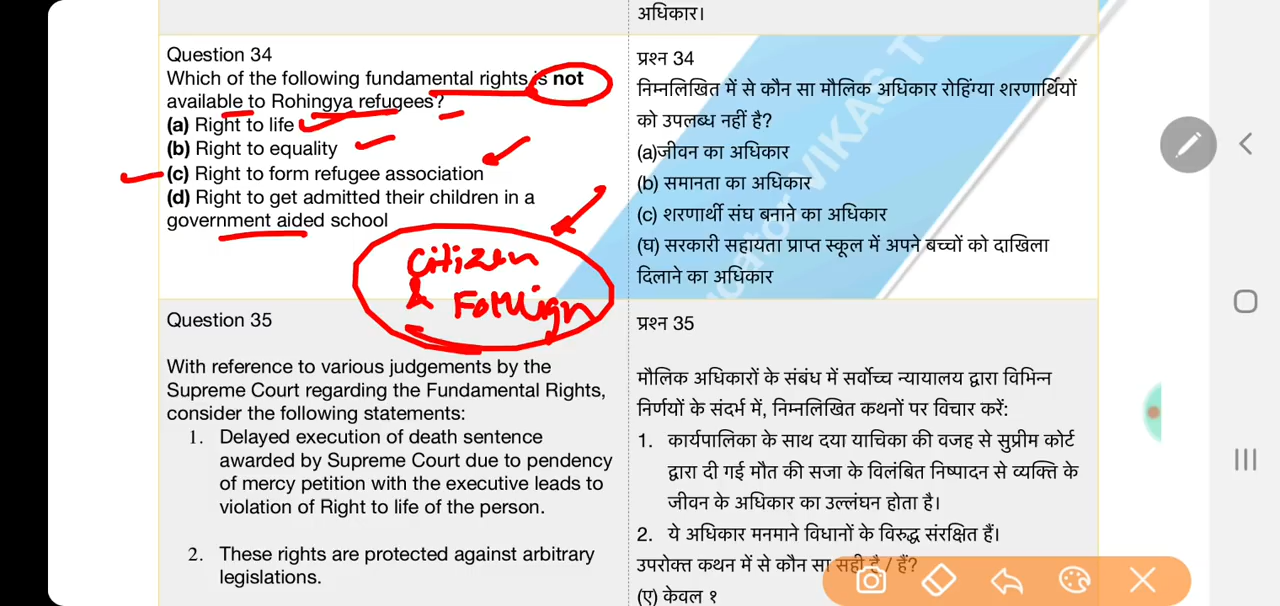 अधिकार।
Question 34
Which of the following fundamental rights is not
available to Rohingya refugees?
(a) Right to life
(b) Right to equality
(c) Right to form refugee association
(d) Right to get admitted their children in a
government aided school
Citizen
& Foreign
प्रश्न 34
निम्नलिखित में से कौन सा मौलिक अधिकार रोहिंग्या शरणार्थियों
को उपलब्ध नहीं है?
(a)जीवन का अधिकार
(b) समानता का अधिकार
(c) शरणार्थी संघ बनाने का अधिकार
(घ) सरकारी सहायता प्राप्त स्कूल में अपने बच्चों को दाखिला
दिलाने का अधिकार
Question 35
With reference to various judgements by the
Supreme Court regarding the Fundamental Rights,
consider the following statements:
1. Delayed execution of death sentence
awarded by Supreme Court due to pendency
of mercy petition with the executive leads to
violation of Right to life of the person.
2. These rights are protected against arbitrary
legislations.
प्रश्न 35
मौलिक अधिकारों के संबंध में सर्वोच्च न्यायालय द्वारा विभिन्न
निर्णयों के संदर्भ में, निम्नलिखित कथनों पर विचार करें:
1. कार्यपालिका के साथ दया याचिका की वजह से सुप्रीम कोर्ट
द्वारा दी गई मौत की सजा के विलंबित निष्पादन से व्यक्ति के
जीवन के अधिकार का उल्लंघन होता है।
2. ये अधिकार मनमाने विधानों के विरुद्ध संरक्षित हैं।
उपरोक्त कथन में से कौन सा सही है / हैं?
(ए) केवल १
VIKAS